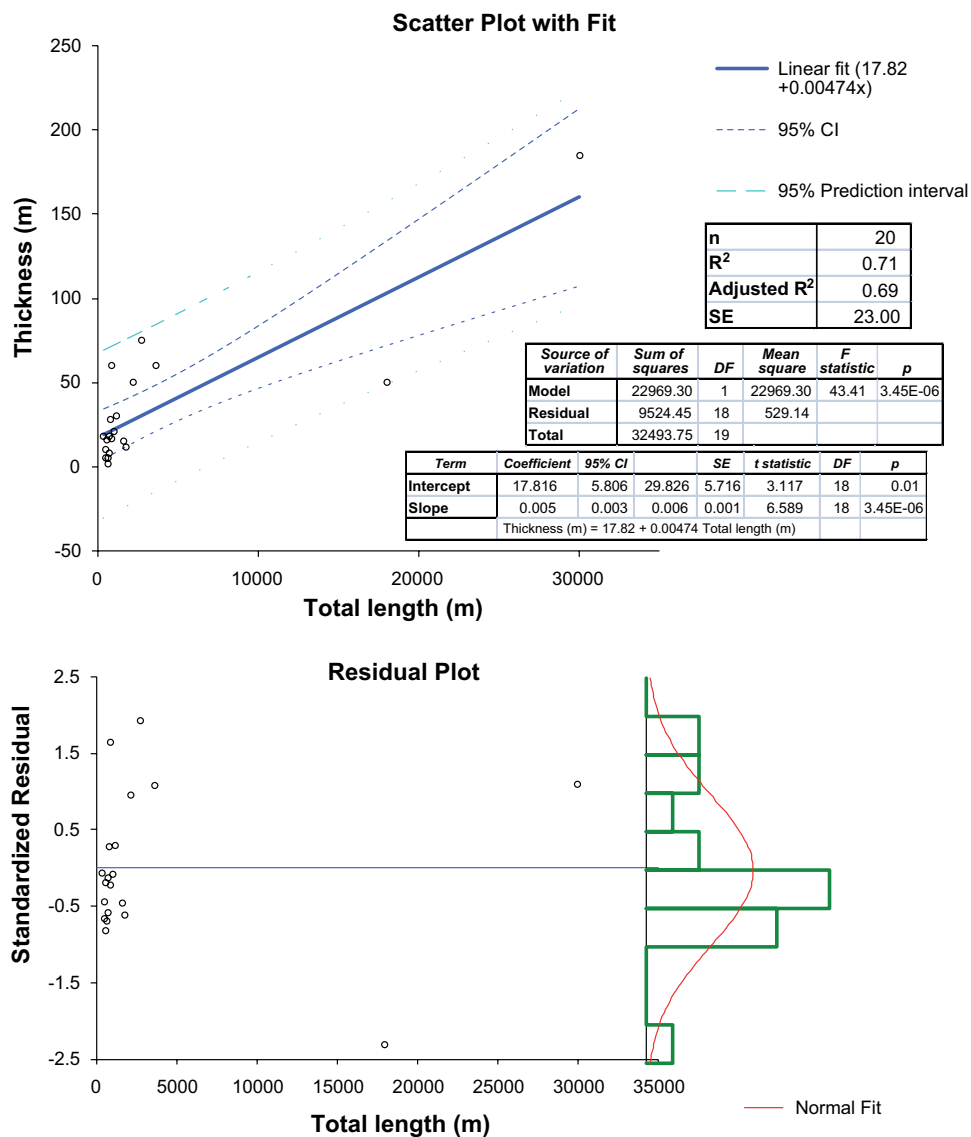 Scatter Plot with Fit
250
200
150
100
50
0
-50
Thickness (m)
0 10000 20000 30000
Total length (m)
Linear fit (17.82
+0.00474x)
95% CI
95% Prediction interval
n 20
R² 0.71
Adjusted R² 0.69
SE 23.00
Source of variation Sum of squares DF Mean square F statistic p
Model 22969.30 1 22969.30 43.41 3.45E-06
Residual 9524.45 18 529.14
Total 32493.75 19
Term Coefficient 95% CI SE t statistic DF p
Intercept 17.816 5.806 29.826 5.716 3.117 18 0.01
Slope 0.005 0.003 0.006 0.001 6.589 18 3.45E-06
Thickness (m) = 17.82 + 0.00474 Total length (m)
Residual Plot
2.5
1.5
0.5
-0.5
-1.5
-2.5
Standardized Residual
0 5000 10000 15000 20000 25000 30000 35000
Total length (m)
Normal Fit